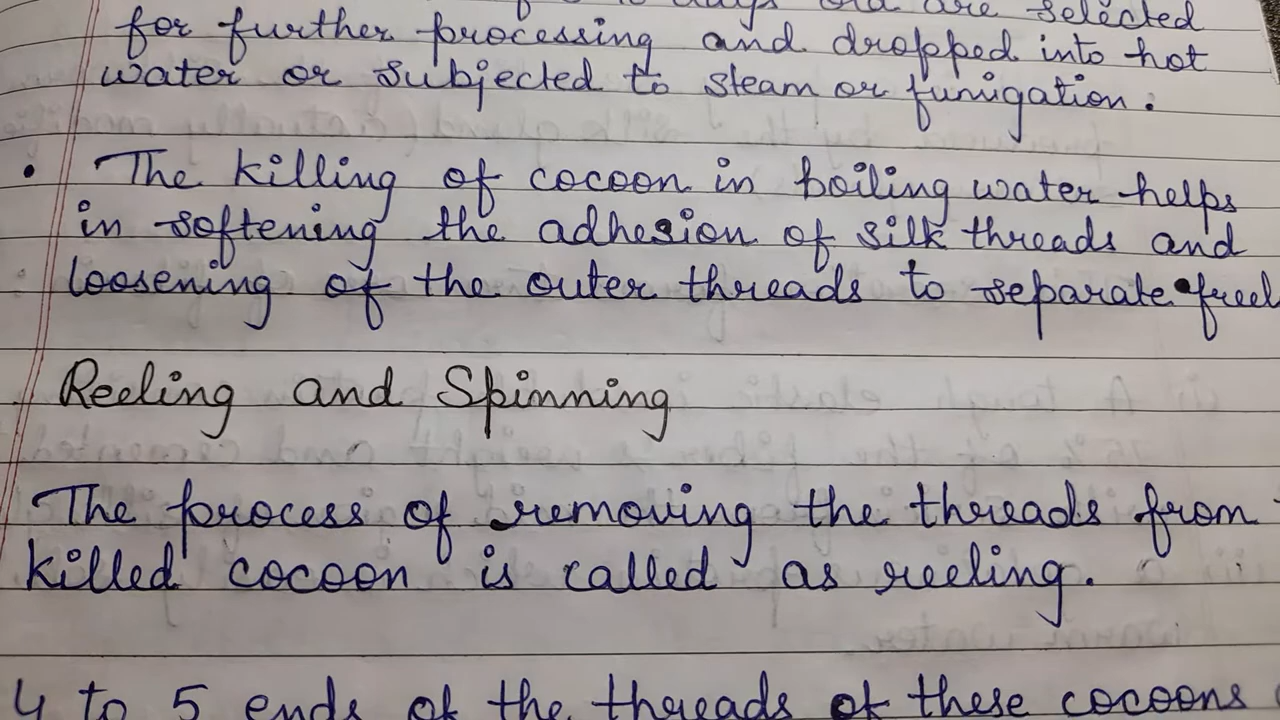 are selected
for further processing and dropped into hot
water or subjected to steam or fumigation.
• The killing of cocoon in boiling water helps
in softening the adhesion of silk threads and
loosening of the outer threads to separate freel
Reeling and Spinning
The process of removing the threads from
killed cocoon is called as reeling.
4 to 5 ends of the threads of these cocoons